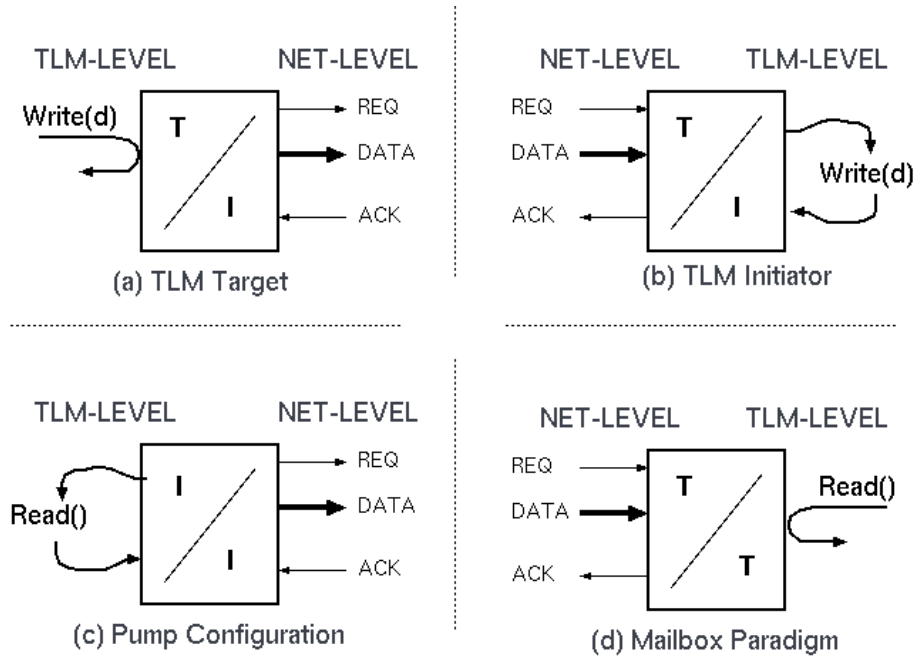 TLM-LEVEL NET-LEVEL
Write(d)
T
I
REQ
DATA
ACK
(a) TLM Target
NET-LEVEL TLM-LEVEL
REQ
DATA
ACK
T
I
Write(d)
(b) TLM Initiator
TLM-LEVEL NET-LEVEL
Read()
I
I
REQ
DATA
ACK
(c) Pump Configuration
NET-LEVEL TLM-LEVEL
REQ
DATA
ACK
T
T
Read()
(d) Mailbox Paradigm